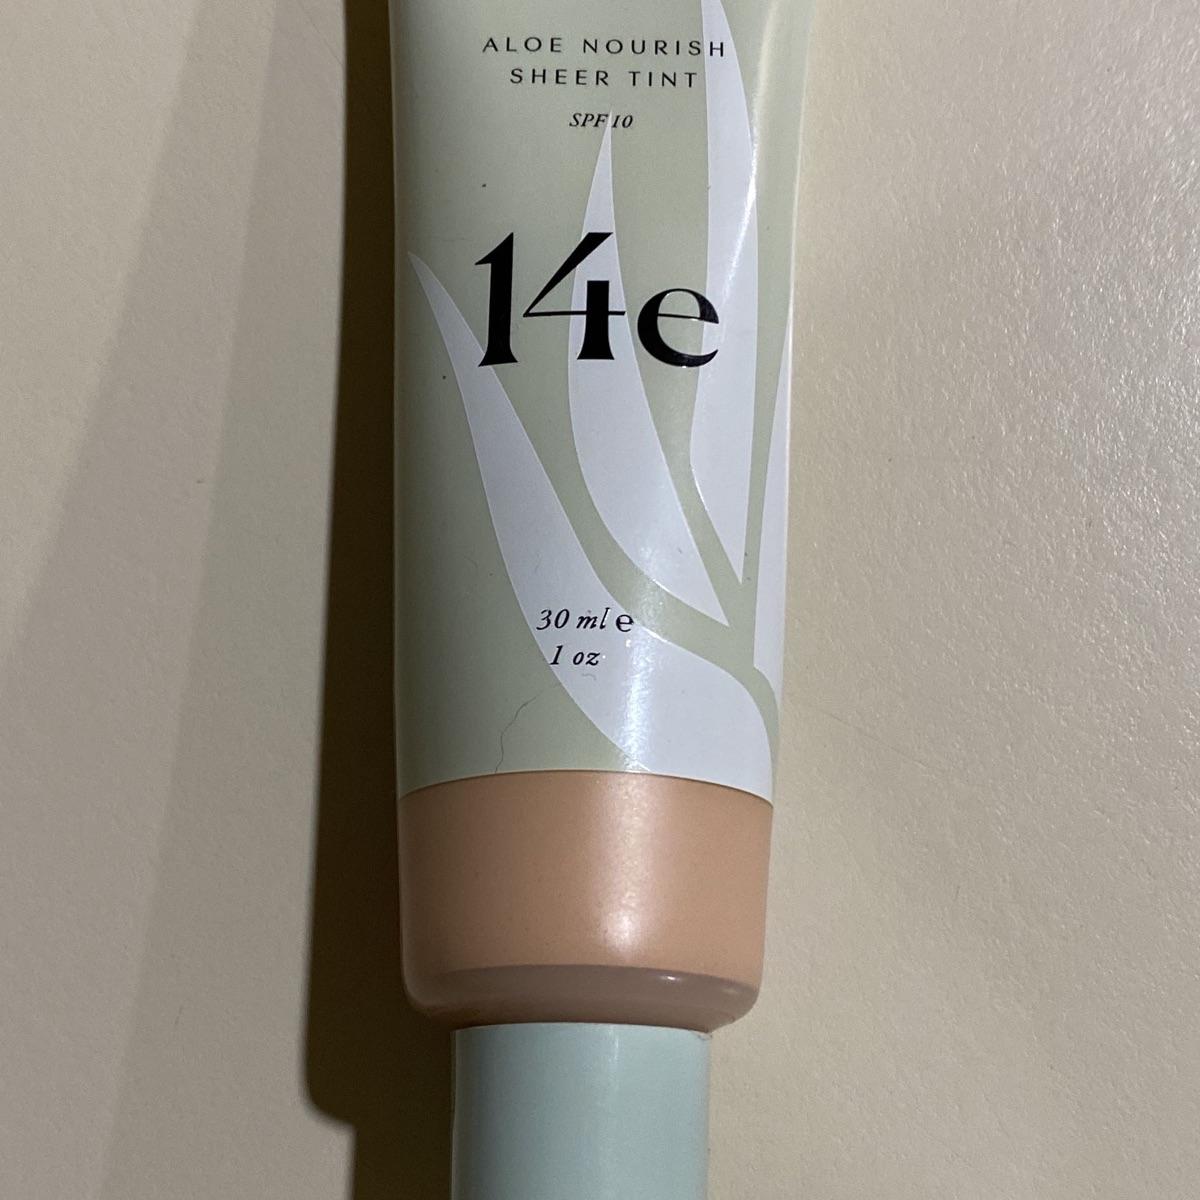 ALOE NOURISH
SHEER TINT
SPF 10
14e
30 ml ℮
1 oz